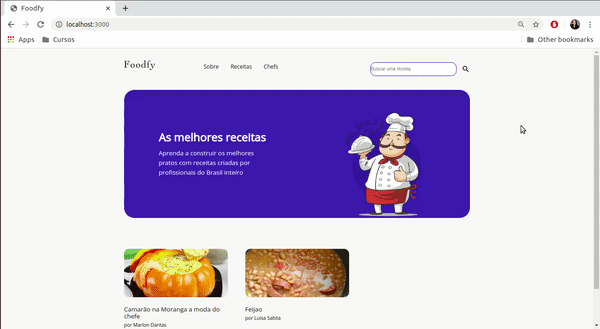 Foodfy
localhost:3000
Apps Cursos Other bookmarks
Foodfy Sobre Receitas Chefs Buscar uma receita
As melhores receitas
Aprenda a construir os melhores
pratos com receitas criadas por
profissionais do Brasil inteiro
Camarão na Moranga a moda do
chefe
por Marlon Dantas
Feijao
por Luisa Sabila